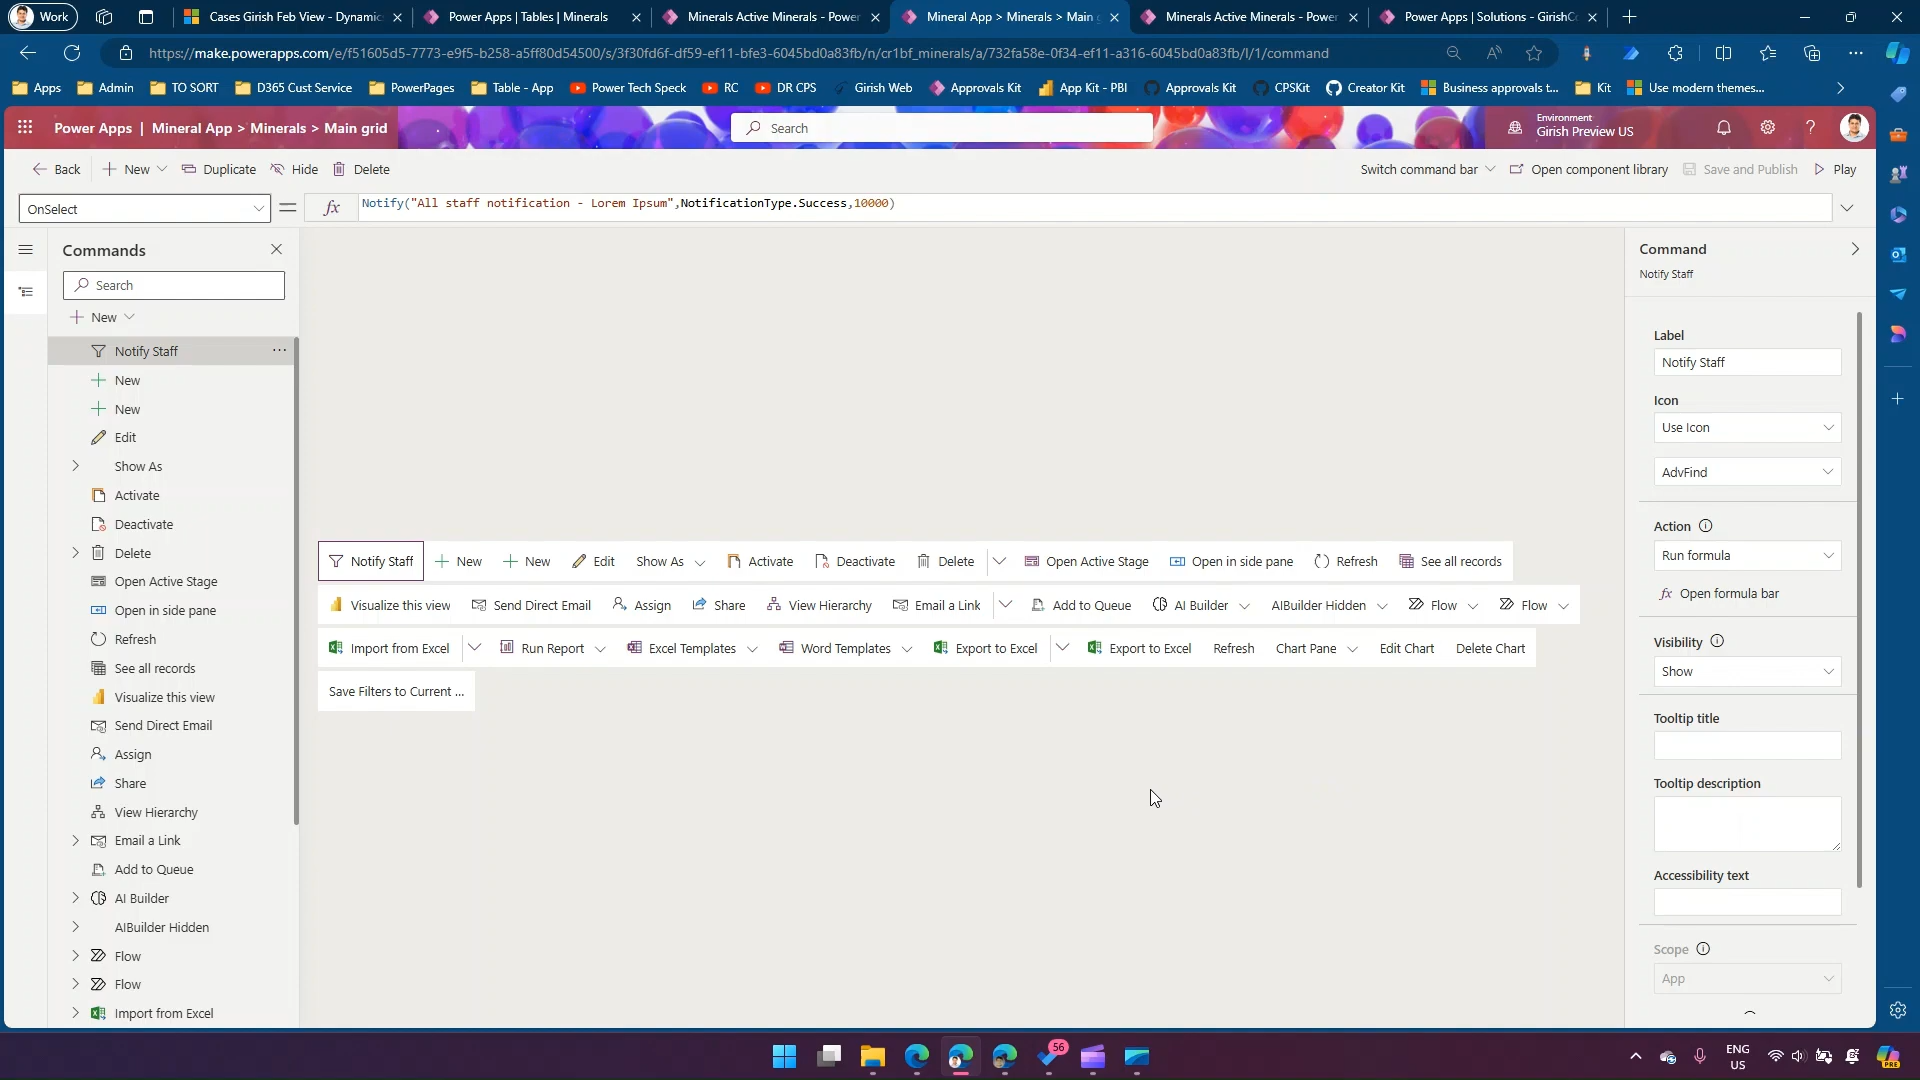 Work
Cases Girish Feb View - Dynamic
Power Apps | Tables | Minerals
Minerals Active Minerals - Power
Mineral App > Minerals > Main g
Minerals Active Minerals - Power
Power Apps | Solutions - GirishCo
https://make.powerapps.com/e/f51605d5-7773-e9f5-b258-a5ff80d54500/s/3f30fd6f-df59-ef11-bfe3-6045bd0a83fb/n/cr1bf_minerals/a/732fa58e-0f34-ef11-a316-6045bd0a83fb/l/1/command
Apps
Admin
TO SORT
D365 Cust Service
PowerPages
Table - App
Power Tech Speck
RC
DR CPS
Girish Web
Approvals Kit
App Kit - PBI
Approvals Kit
CPSKit
Creator Kit
Business approvals t...
Kit
Use modern themes...
Power Apps | Mineral App > Minerals > Main grid
Search
Environment
Girish Preview US
Back
New
Duplicate
Hide
Delete
Switch command bar
Open component library
Save and Publish
Play
OnSelect
= fx
Notify("All staff notification - Lorem Ipsum",NotificationType.Success,10000)
Commands
Search
New
Notify Staff ...
New
New
Edit
Show As
Activate
Deactivate
Delete
Open Active Stage
Open in side pane
Refresh
See all records
Visualize this view
Send Direct Email
Assign
Share
View Hierarchy
Email a Link
Add to Queue
AI Builder
AIBuilder Hidden
Flow
Flow
Import from Excel
Notify Staff
New
New
Edit
Show As
Activate
Deactivate
Delete
Open Active Stage
Open in side pane
Refresh
See all records
Visualize this view
Send Direct Email
Assign
Share
View Hierarchy
Email a Link
Add to Queue
AI Builder
AIBuilder Hidden
Flow
Flow
Import from Excel
Run Report
Excel Templates
Word Templates
Export to Excel
Export to Excel
Refresh
Chart Pane
Edit Chart
Delete Chart
Save Filters to Current ...
Command
Notify Staff
Label
Notify Staff
Icon
Use Icon
AdvFind
Action
Run formula
fx Open formula bar
Visibility
Show
Tooltip title
Tooltip description
Accessibility text
Scope
App
56
ENG
US
PRE